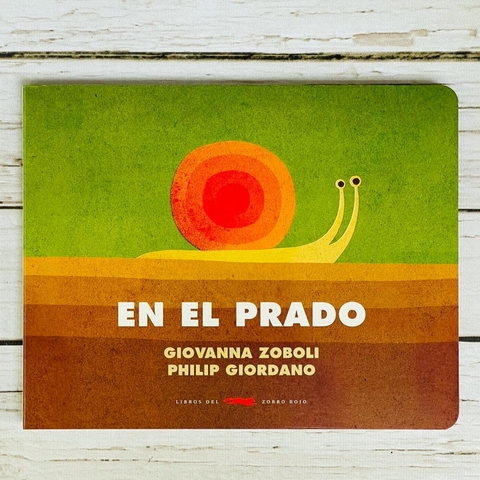 EN EL PRADO
GIOVANNA ZOBOLI
PHILIP GIORDANO
LIBROS DEL ZORRO ROJO